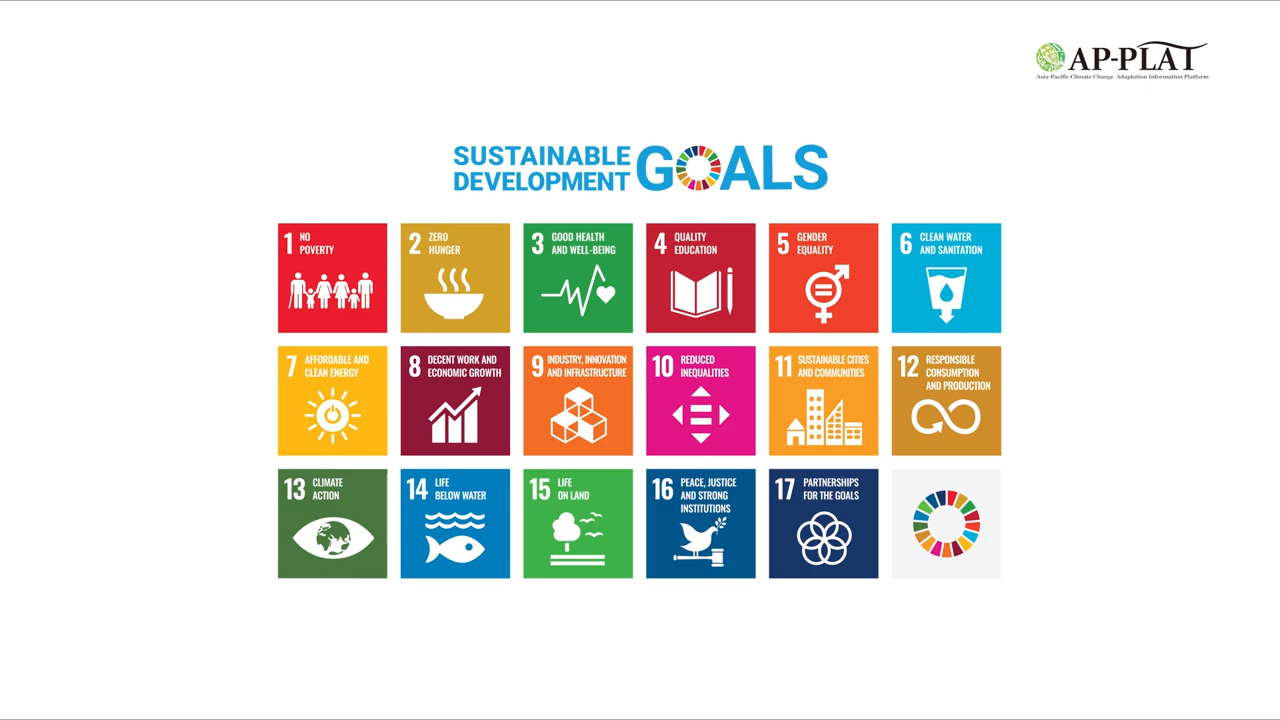 AP-PLAT
Asia-Pacific Climate Change Adaptation Information Platform
SUSTAINABLE
DEVELOPMENT
GOALS
1 NO
POVERTY
2 ZERO
HUNGER
3 GOOD HEALTH
AND WELL-BEING
4 QUALITY
EDUCATION
5 GENDER
EQUALITY
6 CLEAN WATER
AND SANITATION
7 AFFORDABLE AND
CLEAN ENERGY
8 DECENT WORK AND
ECONOMIC GROWTH
9 INDUSTRY, INNOVATION
AND INFRASTRUCTURE
10 REDUCED
INEQUALITIES
11 SUSTAINABLE CITIES
AND COMMUNITIES
12 RESPONSIBLE
CONSUMPTION
AND PRODUCTION
13 CLIMATE
ACTION
14 LIFE
BELOW WATER
15 LIFE
ON LAND
16 PEACE, JUSTICE
AND STRONG
INSTITUTIONS
17 PARTNERSHIPS
FOR THE GOALS